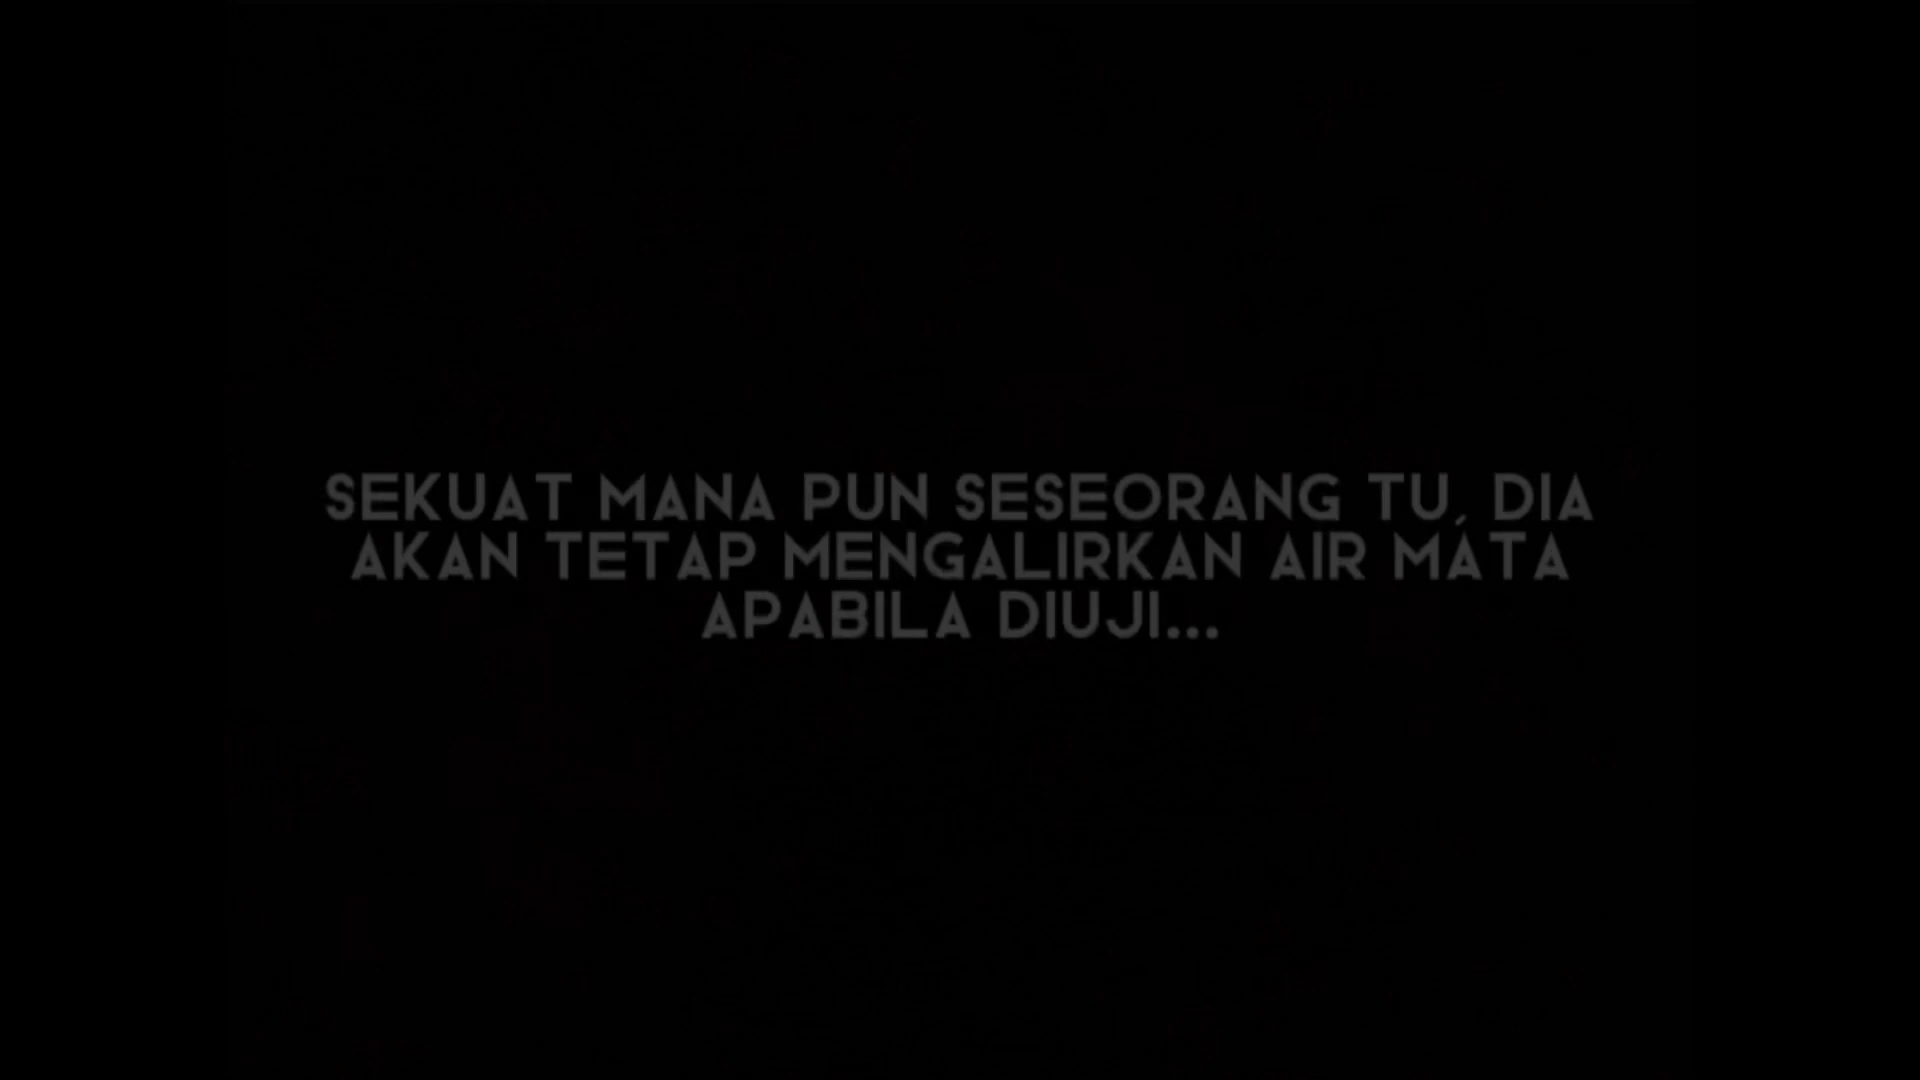 SEKUAT MANA PUN SESEORANG TU, DIA
AKAN TETAP MENGALIRKAN AIR MATA
APABILA DIUJI...